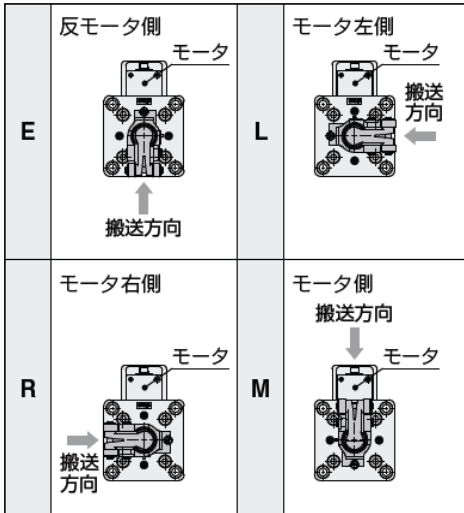 E
反モータ側
モータ
搬送方向
L
モータ左側
モータ
搬送
方向
R
モータ右側
モータ
搬送
方向
M
モータ側
搬送方向
モータ